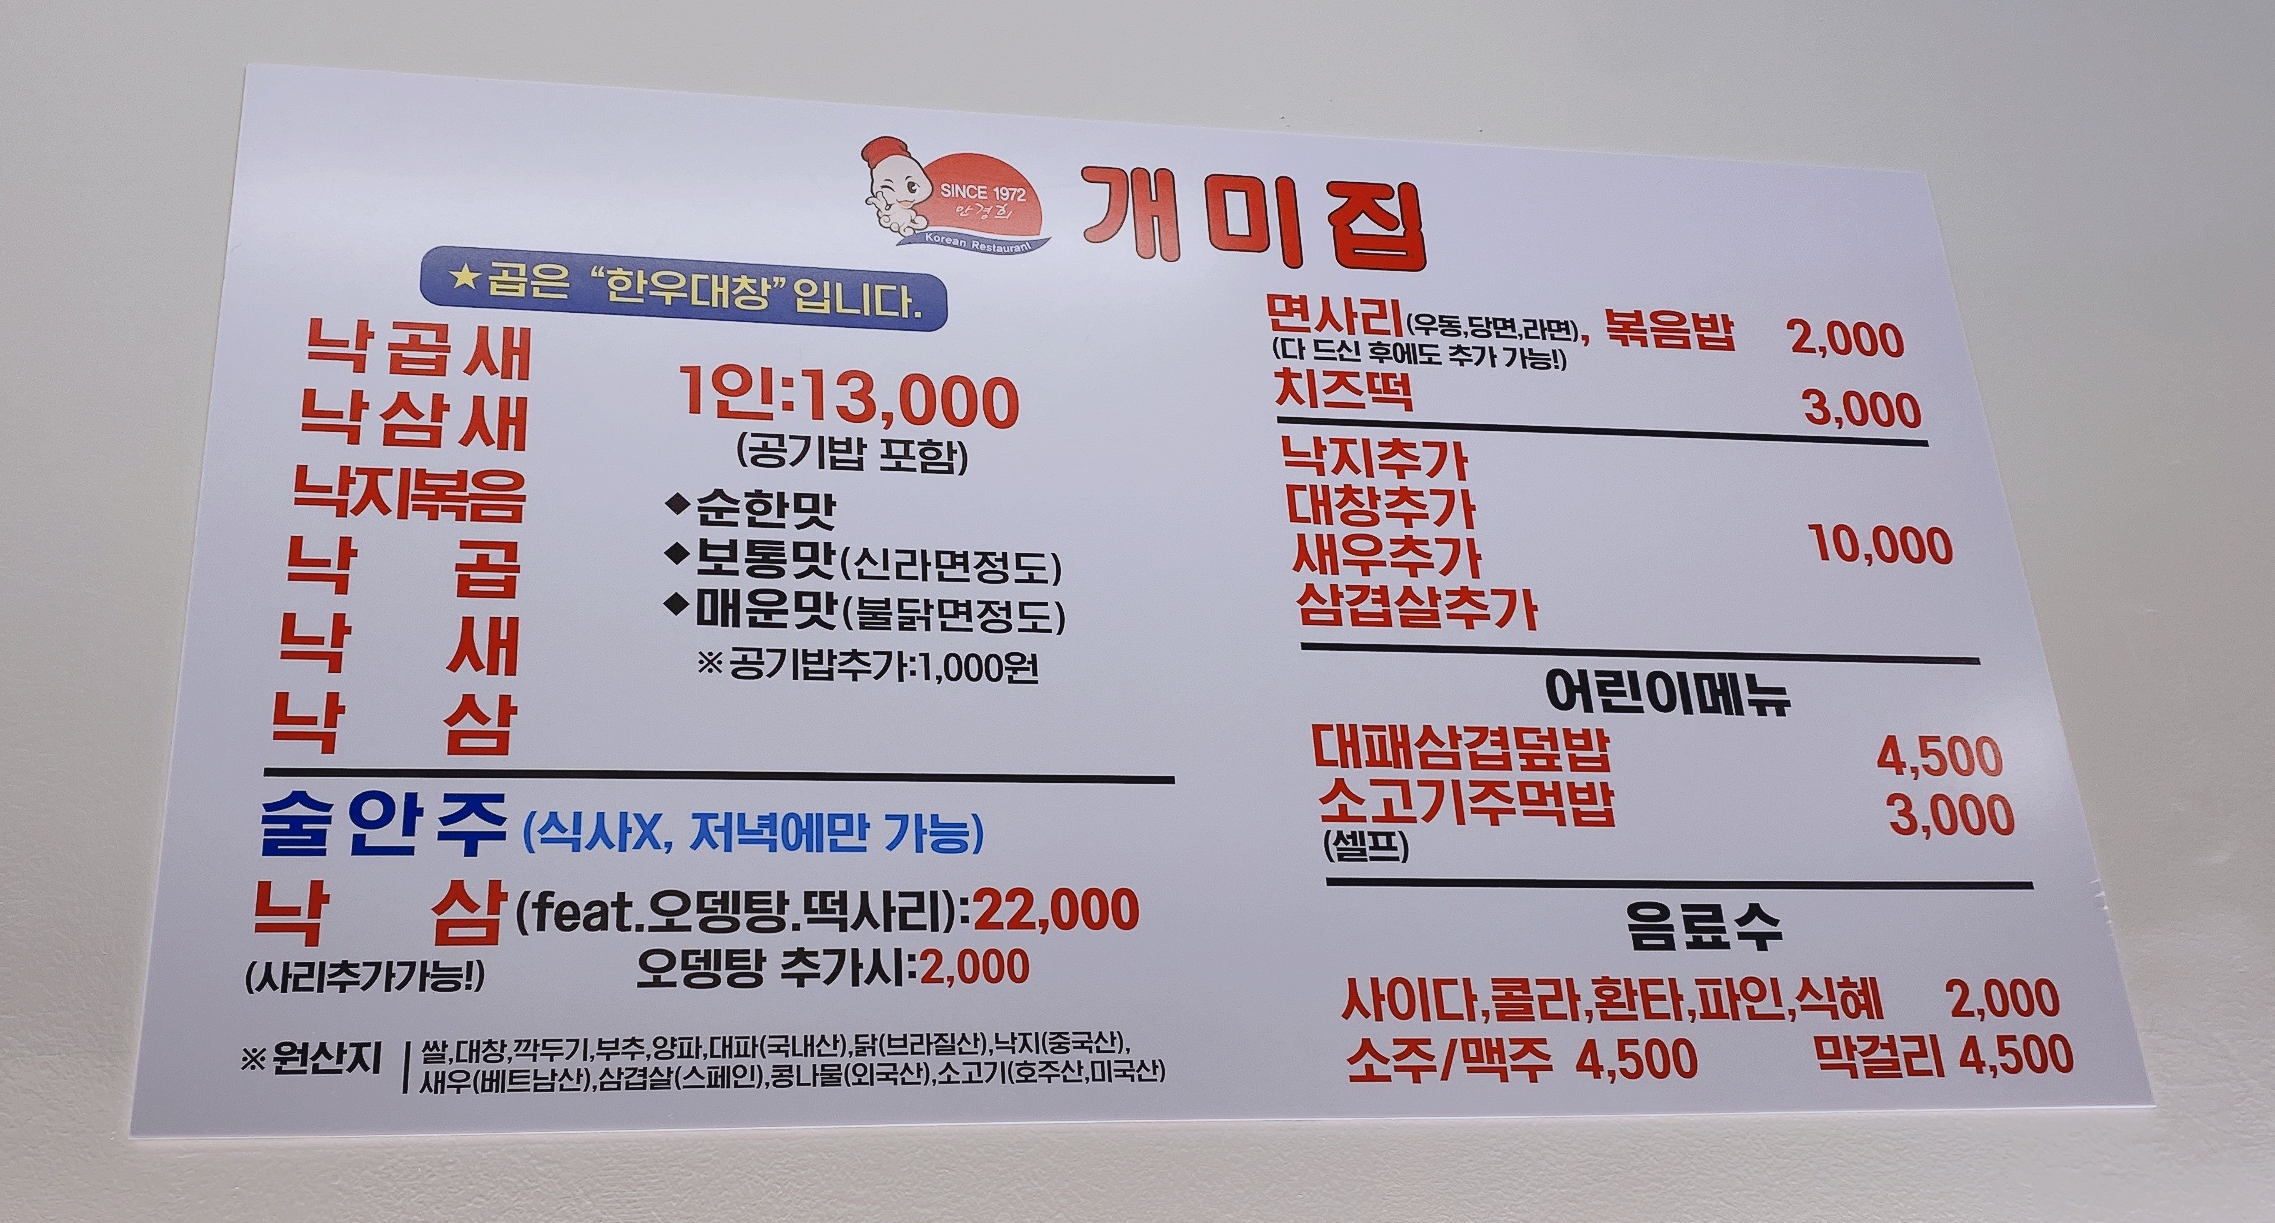 SINCE 1972
안경희
Korean Restaurant
개미집
★곱은 “한우대창”입니다.
낙곱새
낙삼새
낙지볶음
낙 곱
낙 새
낙 삼
1인:13,000
(공기밥 포함)
◆순한맛
◆보통맛(신라면정도)
◆매운맛(불닭면정도)
※공기밥추가:1,000원
술안주(식사X, 저녁에만 가능)
낙 삼(feat.오뎅탕.떡사리):22,000
(사리추가가능!) 오뎅탕 추가시:2,000
※원산지 | 쌀,대창,깍두기,부추,양파,대파(국내산),닭(브라질산),낙지(중국산),
새우(베트남산),삼겹살(스페인),콩나물(외국산),소고기(호주산,미국산)
면사리(우동,당면,라면), 볶음밥 2,000
(다 드신 후에도 추가 가능!)
치즈떡 3,000
낙지추가
대창추가
새우추가 10,000
삼겹살추가
어린이메뉴
대패삼겹덮밥 4,500
소고기주먹밥 3,000
(셀프)
음료수
사이다,콜라,환타,파인,식혜 2,000
소주/맥주 4,500 막걸리 4,500